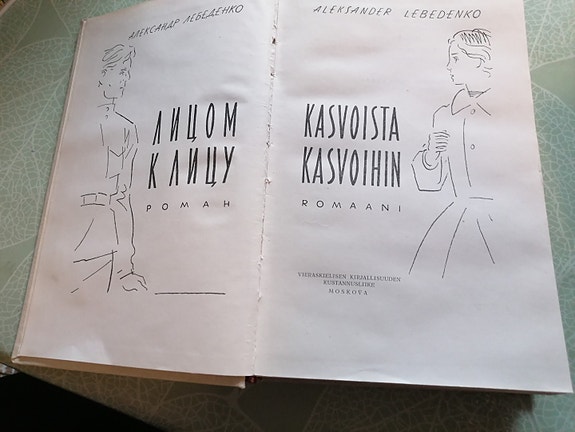 АЛЕКСАНДР ЛЕБЕДЕНКО
ЛИЦОМ
К ЛИЦУ
РОМАН
ALEKSANDER LEBEDENKO
KASVOISTA
KASVOIHIN
ROMAANI
VIERASKIELISEN KIRJALLISUUDEN
KUSTANNUSLIIKE
MOSKOVA